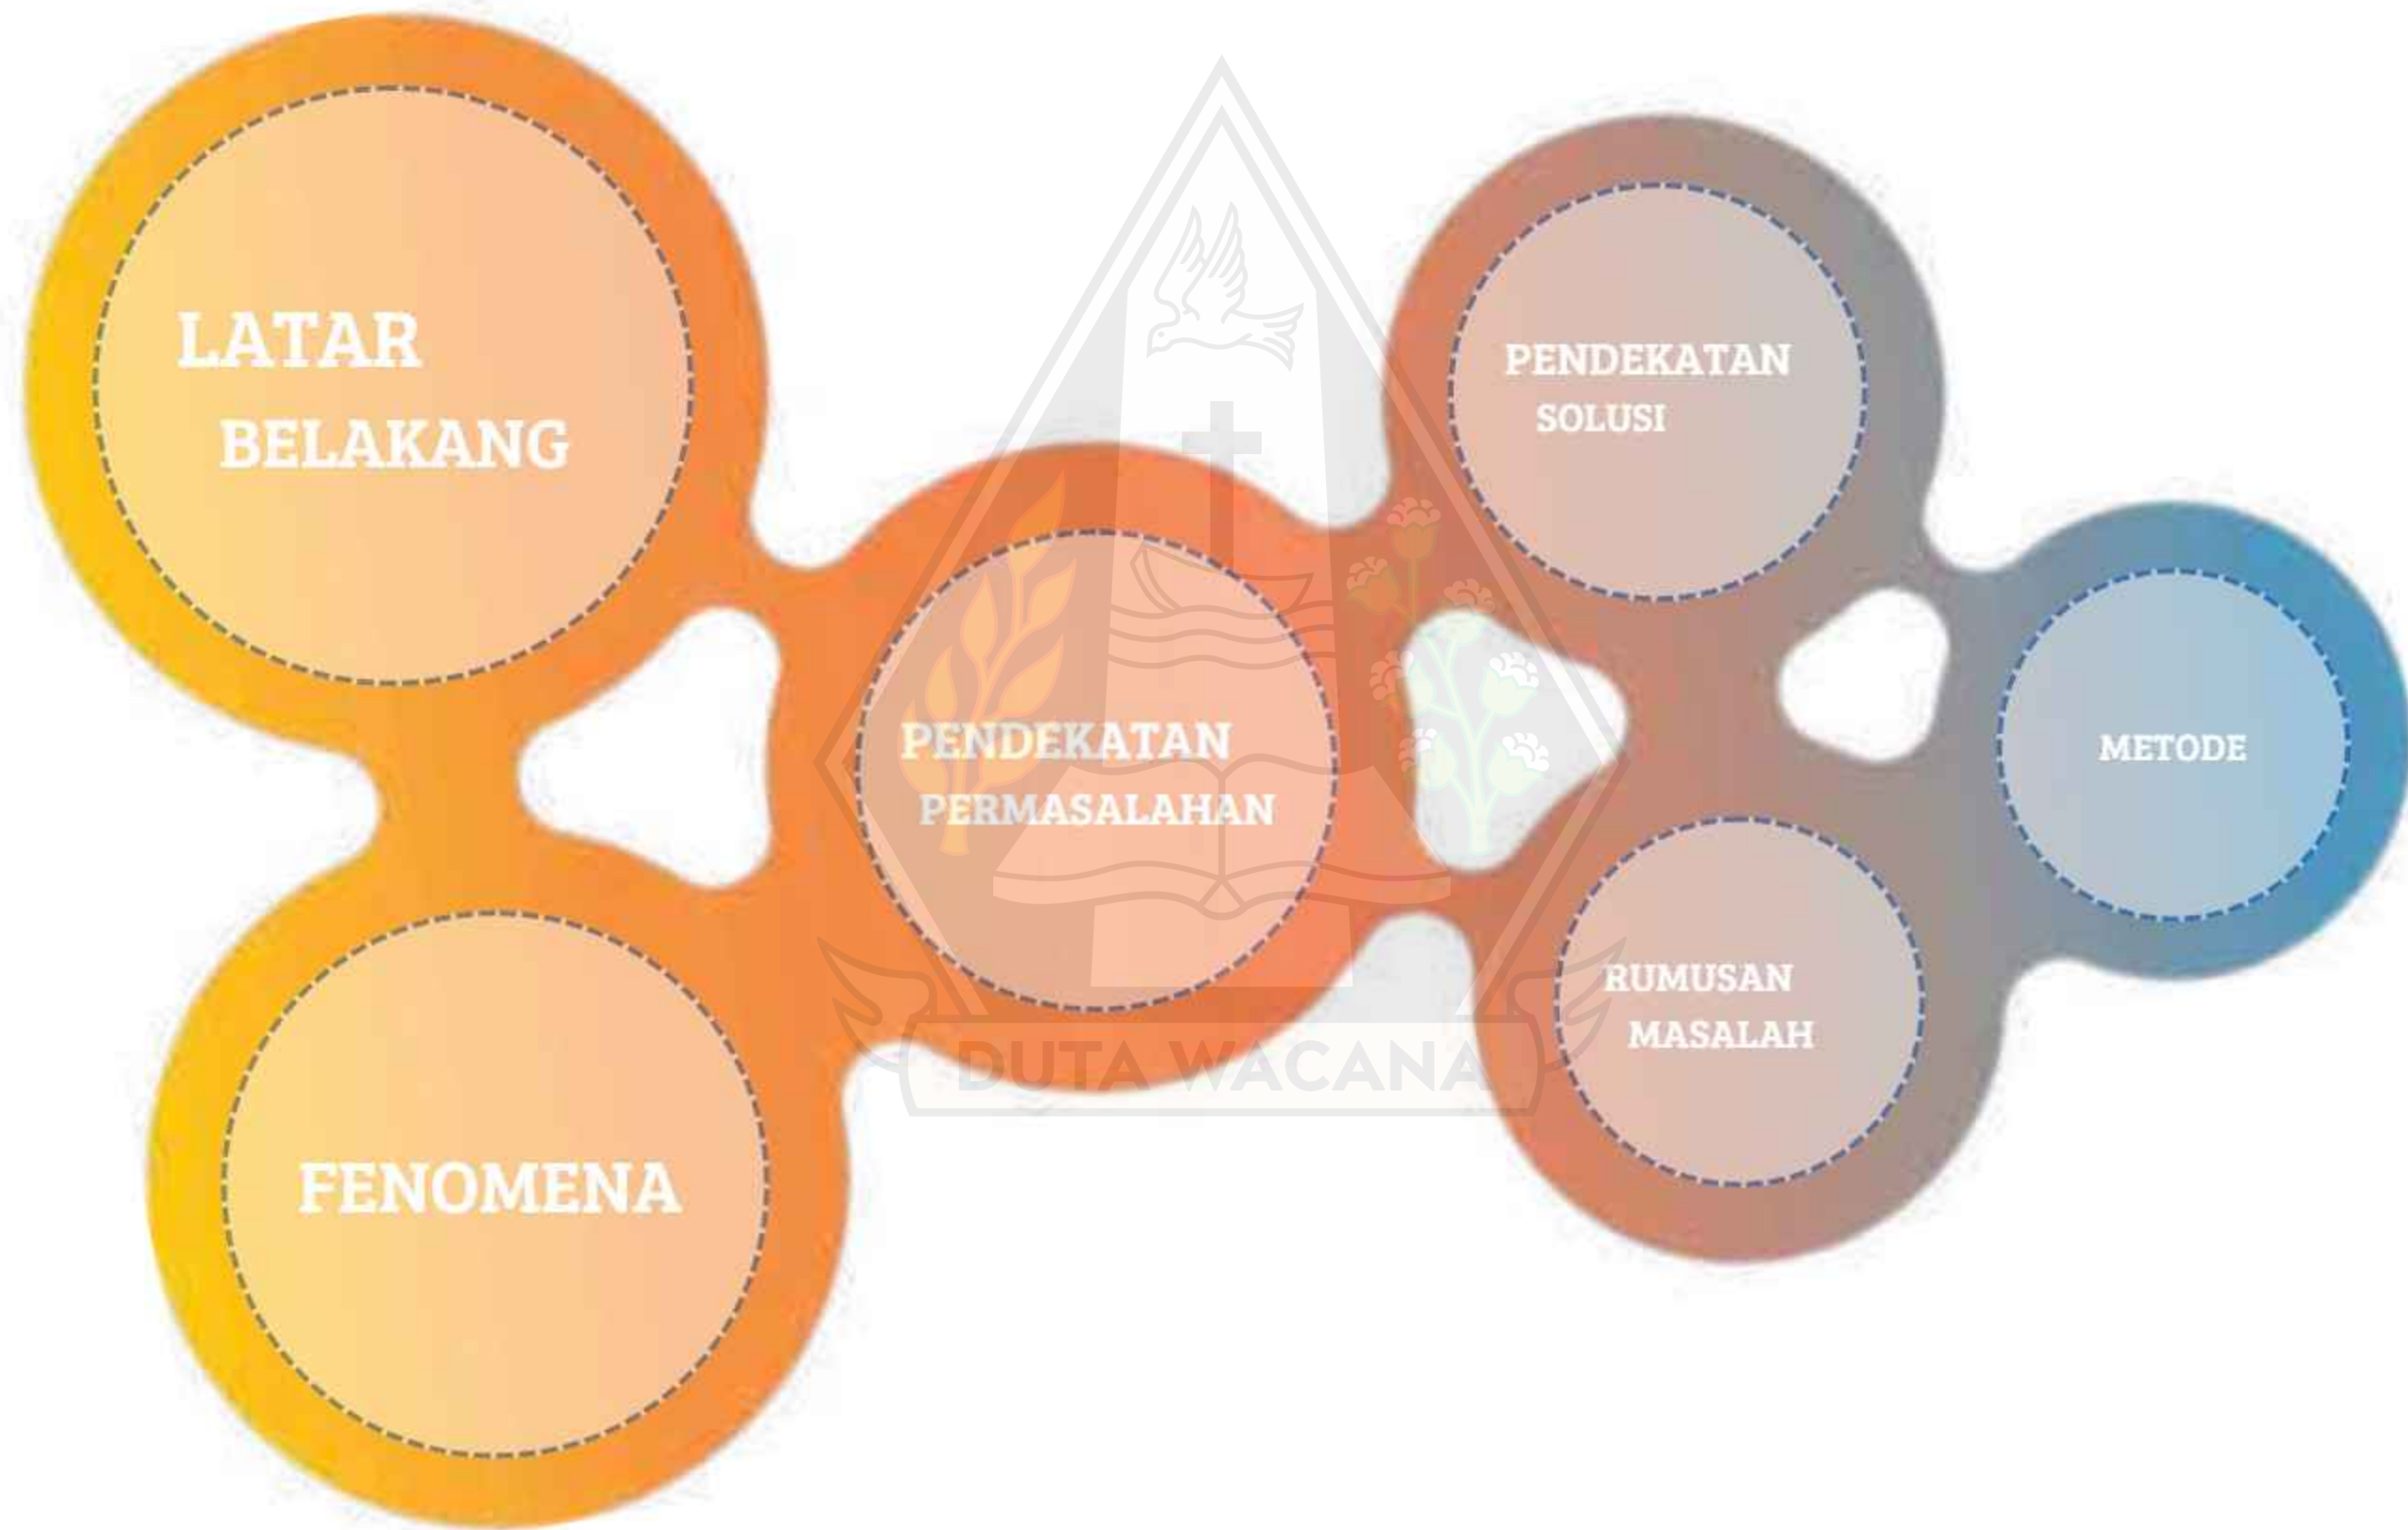 LATAR
BELAKANG
FENOMENA
PENDEKATAN
PERMASALAHAN
PENDEKATAN
SOLUSI
RUMUSAN
MASALAH
METODE
DUTA WACANA